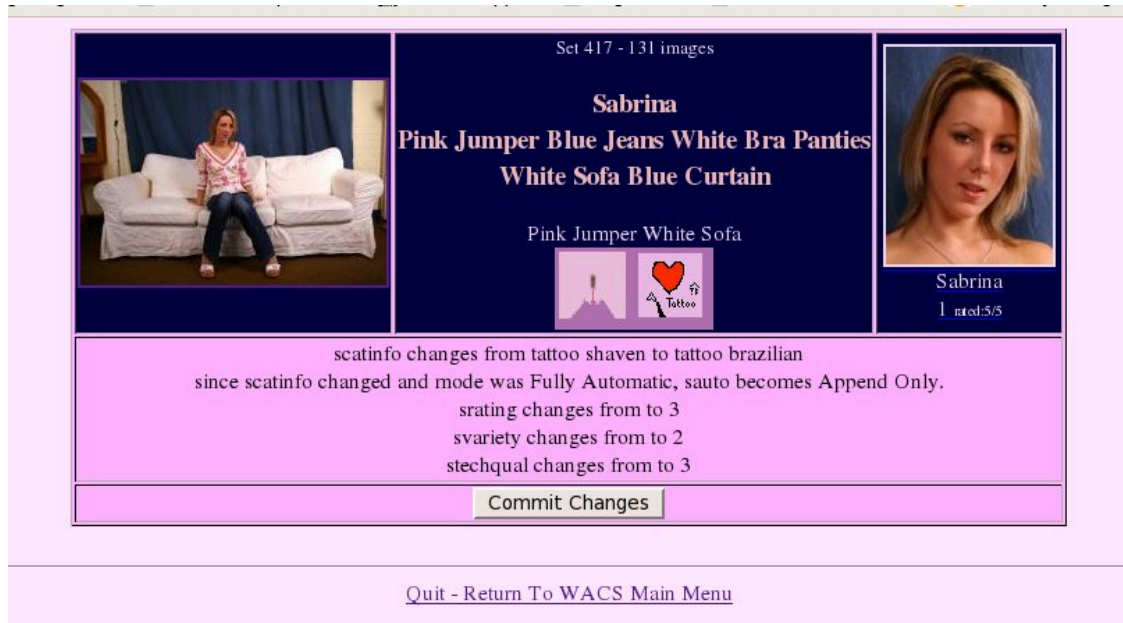 Set 417 - 131 images
Sabrina
Pink Jumper Blue Jeans White Bra Panties
White Sofa Blue Curtain
Pink Jumper White Sofa
Tattoo
Sabrina
1 rated:5/5
scatinfo changes from tattoo shaven to tattoo brazilian
since scatinfo changed and mode was Fully Automatic, sauto becomes Append Only.
srating changes from to 3
svariety changes from to 2
stechqual changes from to 3
Commit Changes
Quit - Return To WACS Main Menu